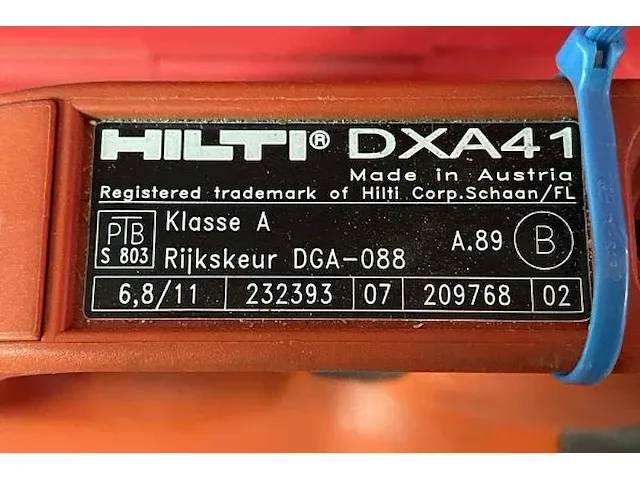 HILTI® DXA41
Made in Austria
Registered trademark of Hilti Corp.Schaan/FL
PTB
S 803
Klasse A
Rijkskeur DGA-088
A.89
B
6,8/11 232393 07 209768 02